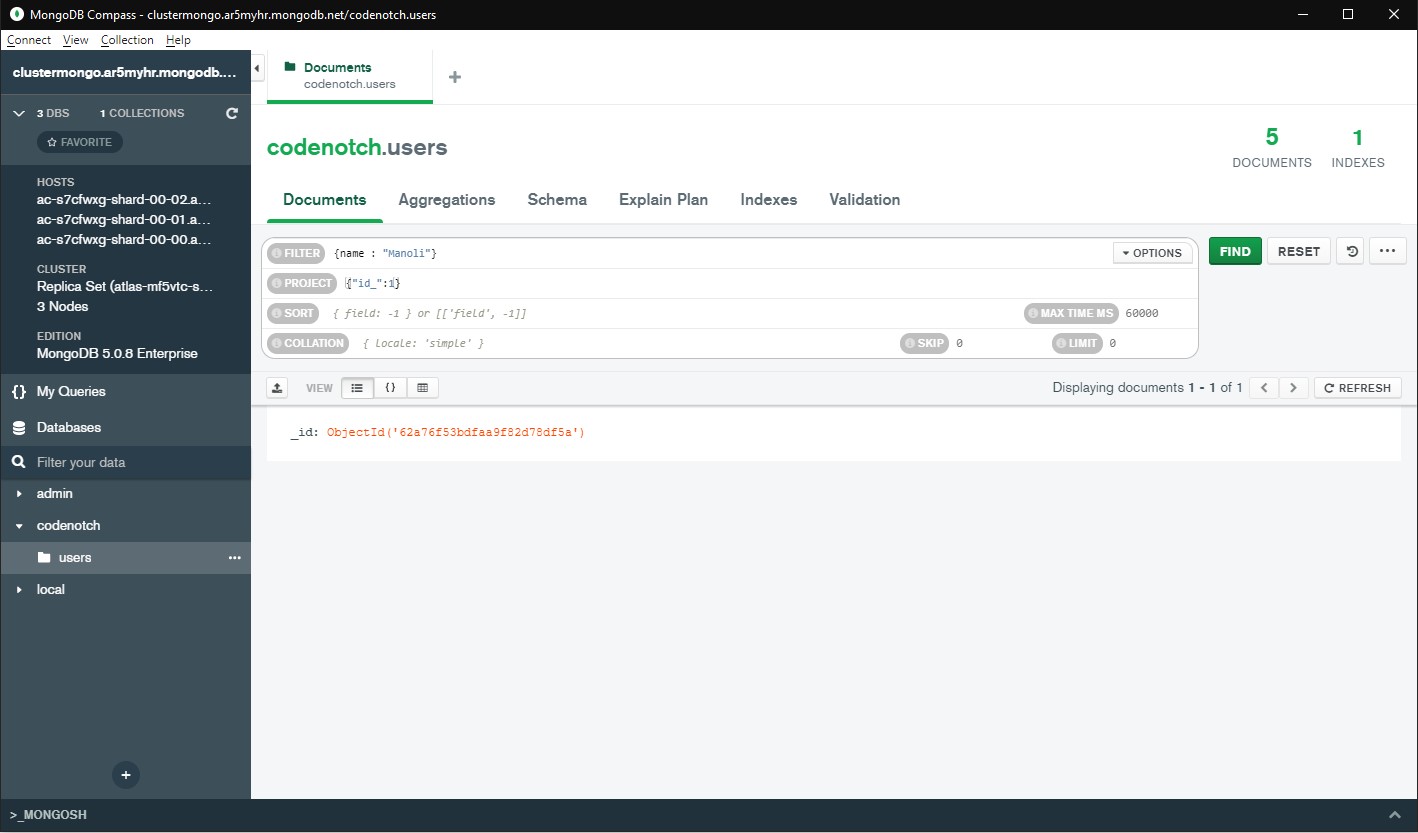 MongoDB Compass - clustermongo.ar5myhr.mongodb.net/codenotch.users
Connect View Collection Help
clustermongo.ar5myhr.mongodb....
3 DBS 1 COLLECTIONS
FAVORITE
HOSTS
ac-s7cfwxg-shard-00-02.a...
ac-s7cfwxg-shard-00-01.a...
ac-s7cfwxg-shard-00-00.a...
CLUSTER
Replica Set (atlas-mf5vtc-s...
3 Nodes
EDITION
MongoDB 5.0.8 Enterprise
{} My Queries
Databases
Filter your data
admin
codenotch
users
local
Documents
codenotch.users
codenotch.users
5 DOCUMENTS
1 INDEXES
Documents Aggregations Schema Explain Plan Indexes Validation
FILTER {name : "Manoli"} OPTIONS FIND RESET
PROJECT {"id_":1}
SORT { field: -1 } or [['field', -1]] MAX TIME MS 60000
COLLATION { locale: 'simple' } SKIP 0 LIMIT 0
VIEW {} Displaying documents 1 - 1 of 1 REFRESH
_id: ObjectId('62a76f53bdfaa9f82d78df5a')
>_MONGOSH